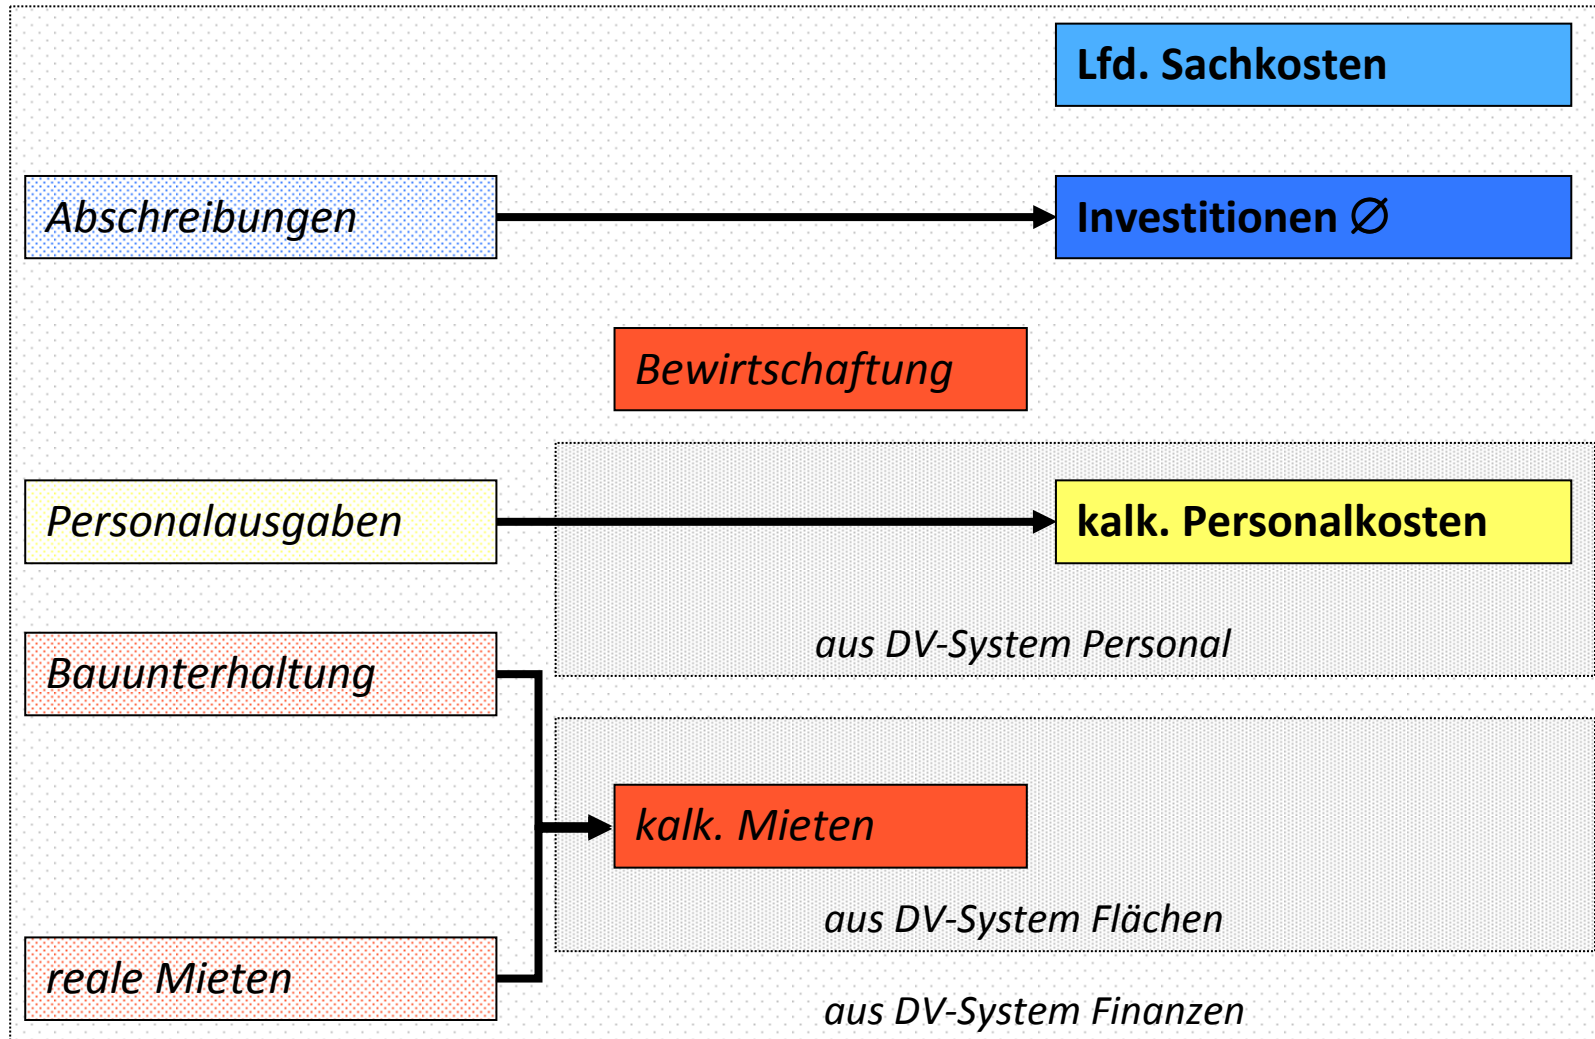 Lfd. Sachkosten
Abschreibungen
Investitionen ∅
Bewirtschaftung
Personalausgaben
kalk. Personalkosten
aus DV-System Personal
Bauunterhaltung
kalk. Mieten
aus DV-System Flächen
reale Mieten
aus DV-System Finanzen